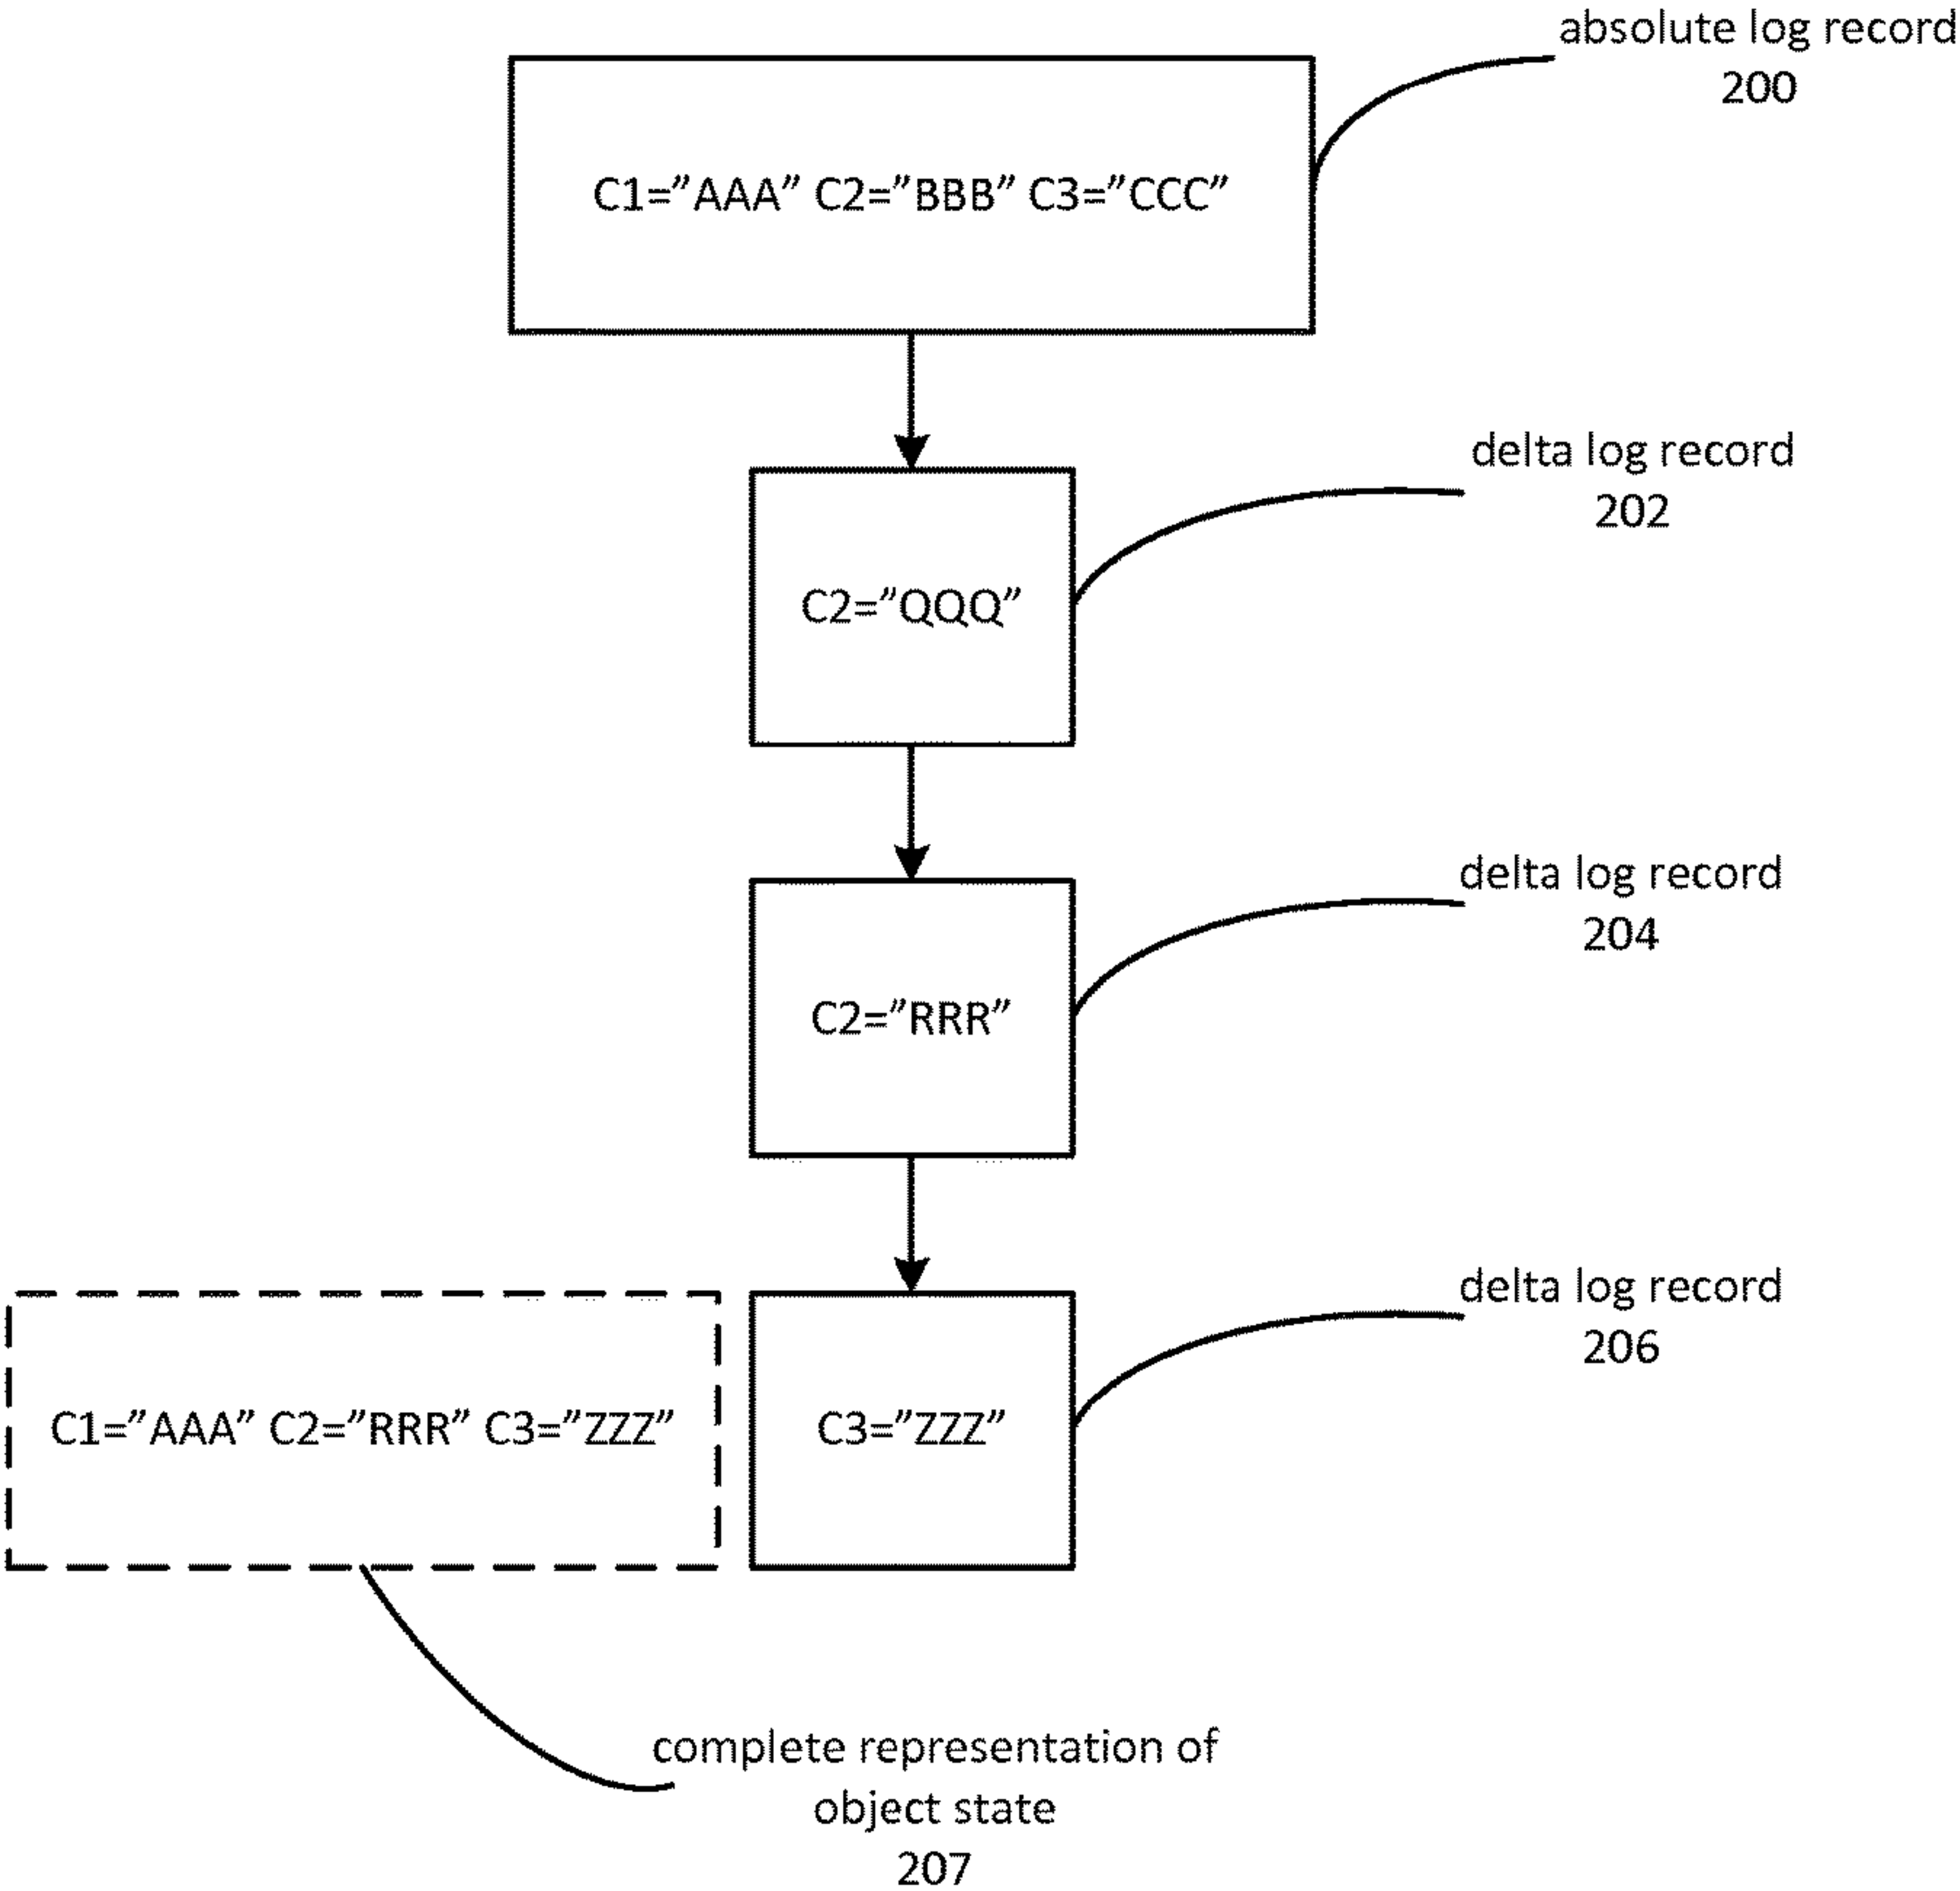 absolute log record
200
C1=”AAA” C2=”BBB” C3=”CCC”
delta log record
202
C2=”QQQ”
delta log record
204
C2=”RRR”
delta log record
206
C1=”AAA” C2=”RRR” C3=”ZZZ”
C3=”ZZZ”
complete representation of
object state
207